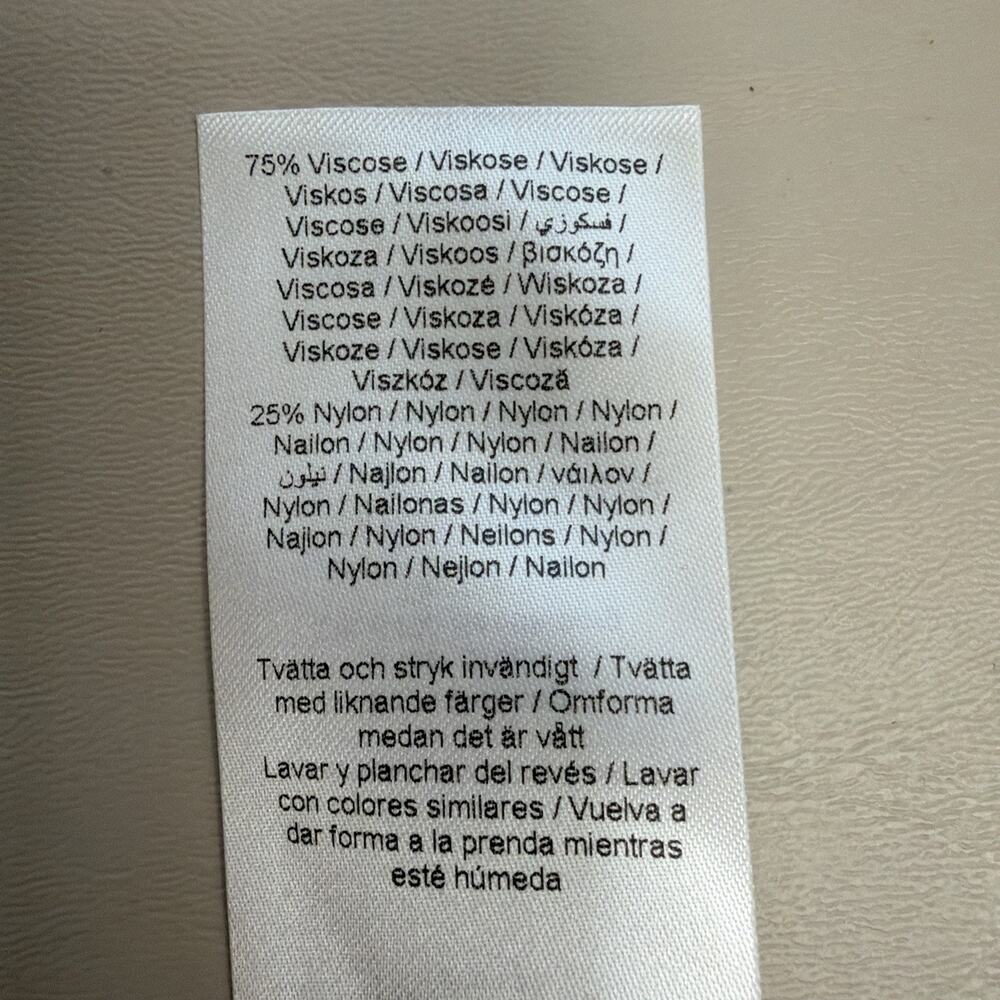 75% Viscose / Viskose / Viskose /
Viskos / Viscosa / Viscose /
Viscose / Viskoosi / فسكوزي /
Viskoza / Viskoos / βισκόζη /
Viscosa / Viskozė / Wiskoza /
Viscose / Viskoza / Viskóza /
Viskoze / Viskose / Viskóza /
Viszkóz / Viscoză
25% Nylon / Nylon / Nylon / Nylon /
Nailon / Nylon / Nylon / Nailon /
نيلون / Najlon / Nailon / νάιλον /
Nylon / Nailonas / Nylon / Nylon /
Najlon / Nylon / Neilons / Nylon /
Nylon / Nejlon / Nailon
Tvätta och stryk invändigt / Tvätta
med liknande färger / Omforma
medan det är vått
Lavar y planchar del revés / Lavar
con colores similares / Vuelva a
dar forma a la prenda mientras
esté húmeda